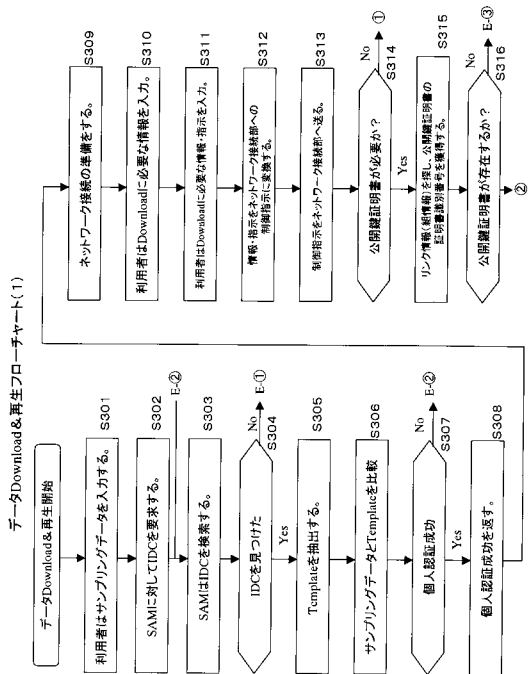 データDownload＆再生フローチャート(1)
データDownload＆再生開始
利用者はサンプリングデータを入力する。
S301
SAMに対してIDCを要求する。
S302
E-②
SAMはIDCを検索する。
S303
IDCを見つけた
No
E-①
S304
Yes
Templateを抽出する。
S305
サンプリングデータとTemplateを比較
S306
個人認証成功
No
E-②
S307
Yes
個人認証成功を返す。
S308
ネットワーク接続の準備をする。
S309
利用者はDownloadに必要な情報を入力。
S310
利用者はDownloadに必要な情報・指示を入力。
S311
情報・指示をネットワーク接続部への
制御指示に変換する。
S312
制御指示をネットワーク接続部へ送る。
S313
公開鍵証明書が必要か？
No
①
S314
Yes
リンク情報(組情報)を探し、公開鍵証明書の
証明書識別番号を獲得する。
S315
公開鍵証明書が存在するか？
No
E-③
S316
②